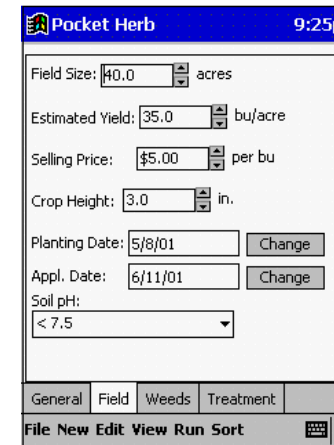 Pocket Herb 9:25
Field Size: 40.0 acres
Estimated Yield: 35.0 bu/acre
Selling Price: $5.00 per bu
Crop Height: 3.0 in.
Planting Date: 5/8/01 Change
Appl. Date: 6/11/01 Change
Soil pH:
< 7.5
General Field Weeds Treatment
File New Edit View Run Sort